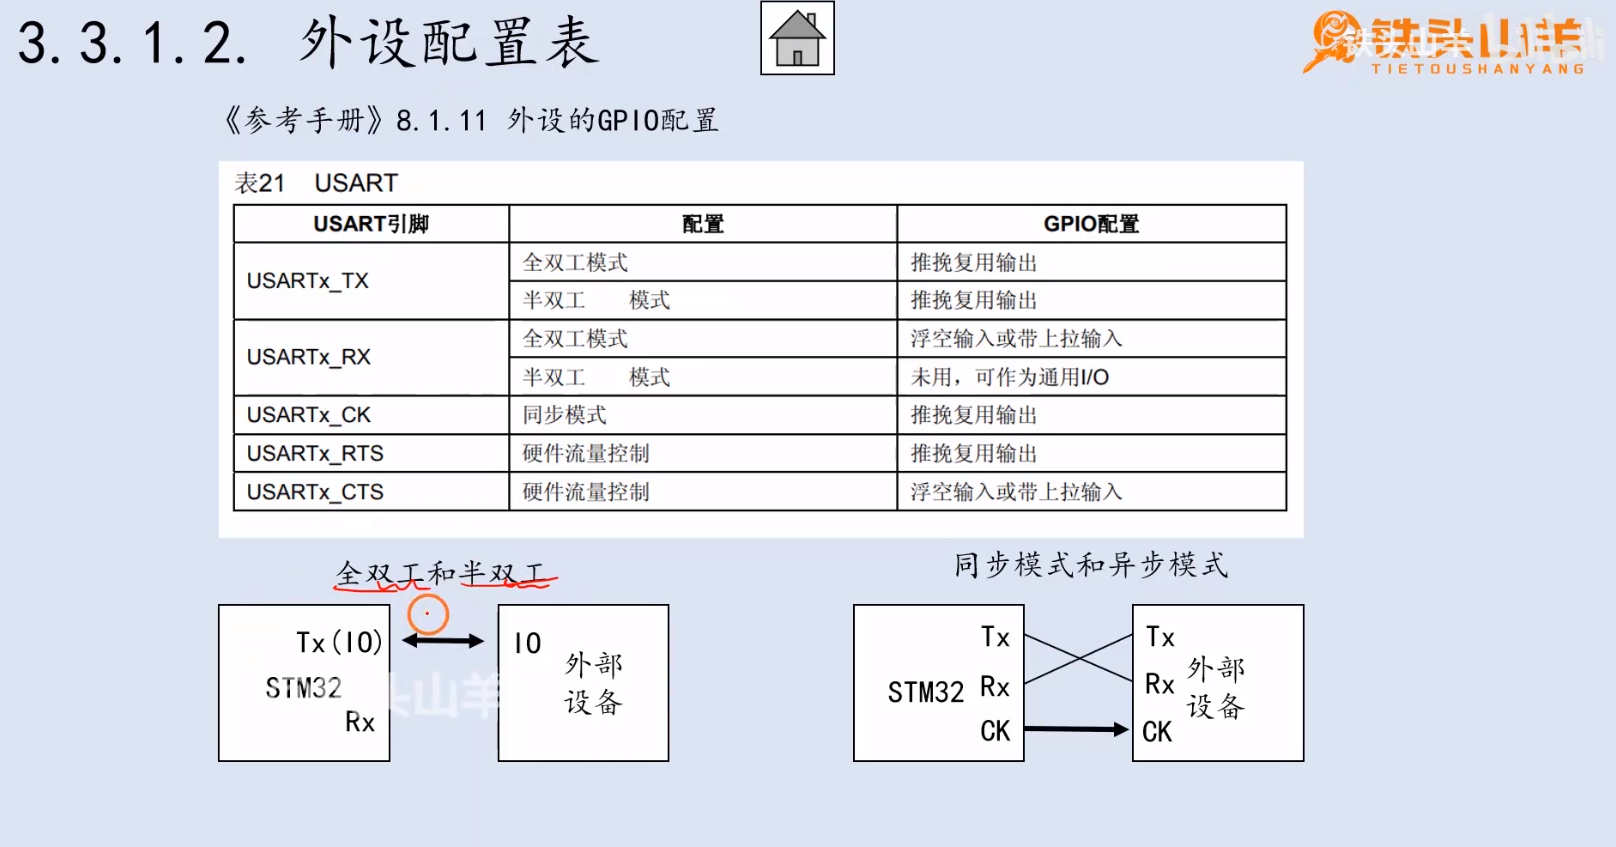 3.3.1.2. 外设配置表
铁头山羊
TIETOUSHANYANG
《参考手册》8.1.11 外设的GPIO配置
表21 USART
USART引脚 配置 GPIO配置
USARTx_TX 全双工模式 推挽复用输出
半双工 模式 推挽复用输出
USARTx_RX 全双工模式 浮空输入或带上拉输入
半双工 模式 未用，可作为通用I/O
USARTx_CK 同步模式 推挽复用输出
USARTx_RTS 硬件流量控制 推挽复用输出
USARTx_CTS 硬件流量控制 浮空输入或带上拉输入
全双工和半双工
Tx(IO)
STM32
Rx
IO
外部
设备
头山羊
同步模式和异步模式
Tx
STM32 Rx
CK
Tx
Rx
CK
外部
设备